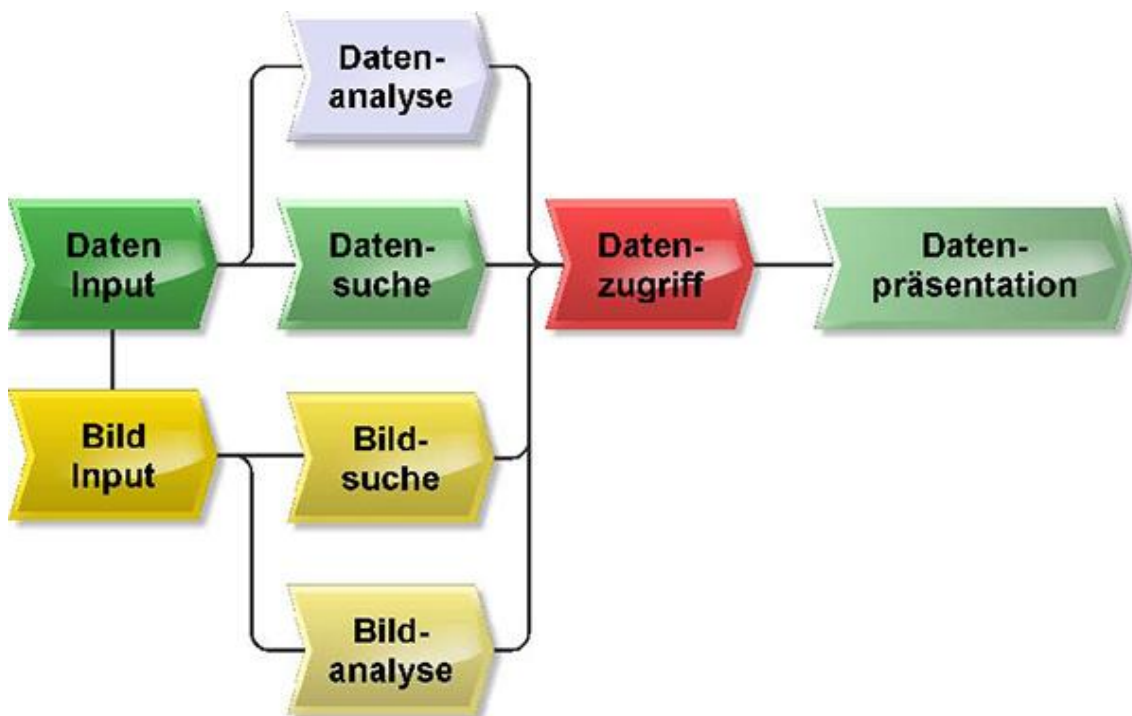 Daten-
analyse
Daten
Input
Daten-
suche
Daten-
zugriff
Daten-
präsentation
Bild
Input
Bild-
suche
Bild-
analyse